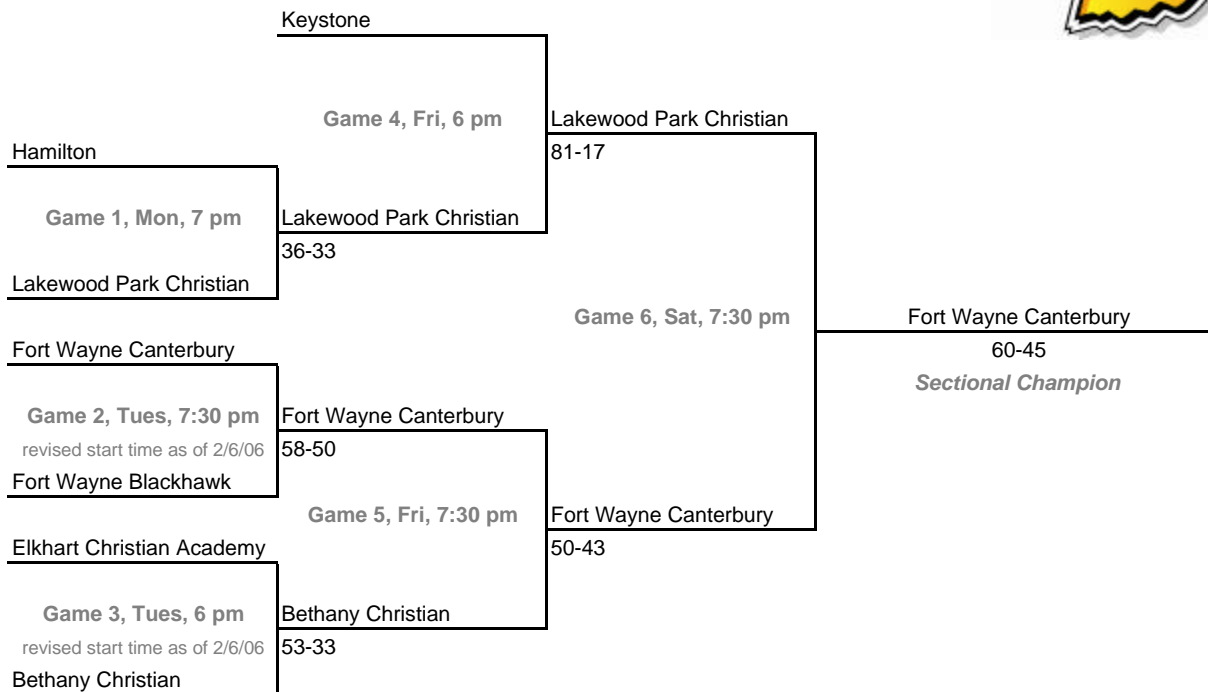 Keystone
Game 4, Fri, 6 pm
Lakewood Park Christian
Hamilton
81-17
Game 1, Mon, 7 pm
Lakewood Park Christian
36-33
Lakewood Park Christian
Game 6, Sat, 7:30 pm
Fort Wayne Canterbury
Fort Wayne Canterbury
60-45
Sectional Champion
Game 2, Tues, 7:30 pm
Fort Wayne Canterbury
revised start time as of 2/6/06
58-50
Fort Wayne Blackhawk
Game 5, Fri, 7:30 pm
Fort Wayne Canterbury
Elkhart Christian Academy
50-43
Game 3, Tues, 6 pm
Bethany Christian
revised start time as of 2/6/06
53-33
Bethany Christian